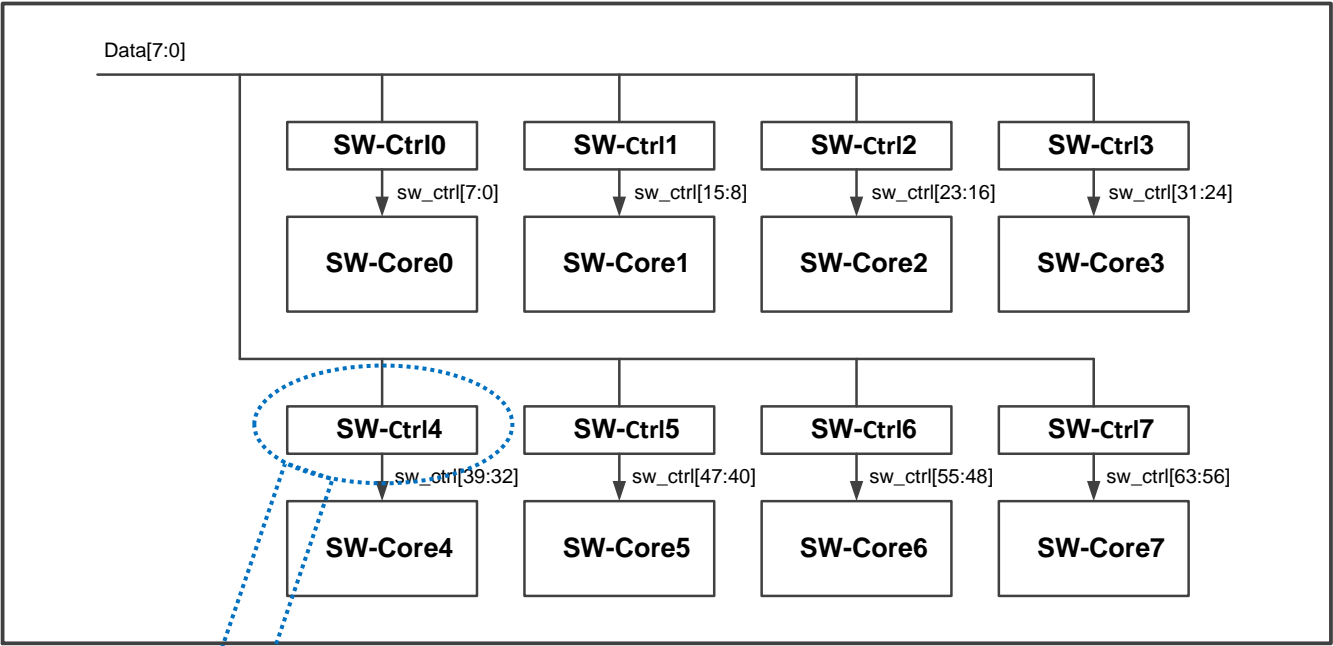 Data[7:0]
SW-Ctrl0 SW-Ctrl1 SW-Ctrl2 SW-Ctrl3
sw_ctrl[7:0] sw_ctrl[15:8] sw_ctrl[23:16] sw_ctrl[31:24]
SW-Core0 SW-Core1 SW-Core2 SW-Core3
SW-Ctrl4 SW-Ctrl5 SW-Ctrl6 SW-Ctrl7
sw_ctrl[39:32] sw_ctrl[47:40] sw_ctrl[55:48] sw_ctrl[63:56]
SW-Core4 SW-Core5 SW-Core6 SW-Core7